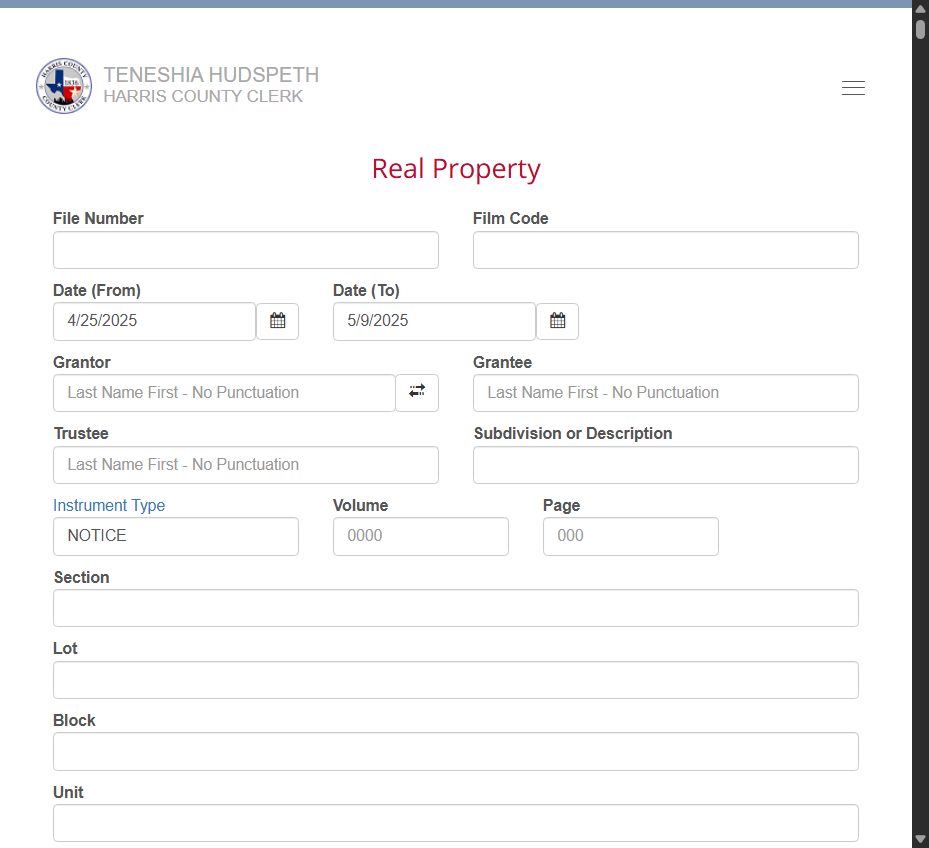 HARRIS COUNTY
1836
COUNTY CLERK
TENESHIA HUDSPETH
HARRIS COUNTY CLERK
Real Property
File Number
Film Code
Date (From)
Date (To)
4/25/2025
5/9/2025
Grantor
Grantee
Last Name First - No Punctuation
Last Name First - No Punctuation
Trustee
Subdivision or Description
Last Name First - No Punctuation
Instrument Type
Volume
Page
NOTICE
0000
000
Section
Lot
Block
Unit